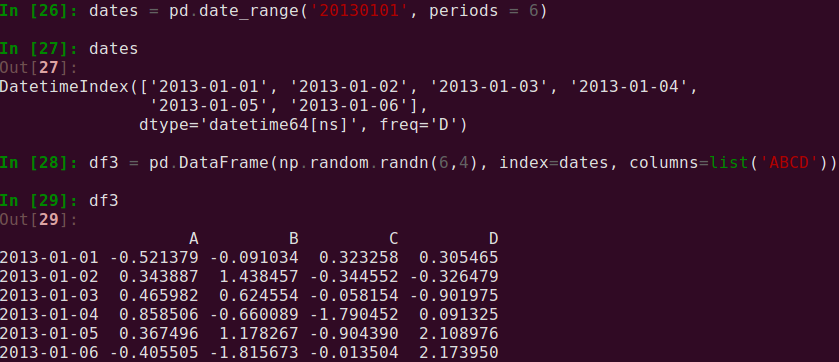 In [26]: dates = pd.date_range('20130101', periods = 6)
In [27]: dates
Out[27]:
DatetimeIndex(['2013-01-01', '2013-01-02', '2013-01-03', '2013-01-04',
               '2013-01-05', '2013-01-06'],
              dtype='datetime64[ns]', freq='D')
In [28]: df3 = pd.DataFrame(np.random.randn(6,4), index=dates, columns=list('ABCD'))
In [29]: df3
Out[29]:
                   A         B         C         D
2013-01-01 -0.521379 -0.091034  0.323258  0.305465
2013-01-02  0.343887  1.438457 -0.344552 -0.326479
2013-01-03  0.465982  0.624554 -0.058154 -0.901975
2013-01-04  0.858506 -0.660089 -1.790452  0.091325
2013-01-05  0.367496  1.178267 -0.904390  2.108976
2013-01-06 -0.405505 -1.815673 -0.013504  2.173950